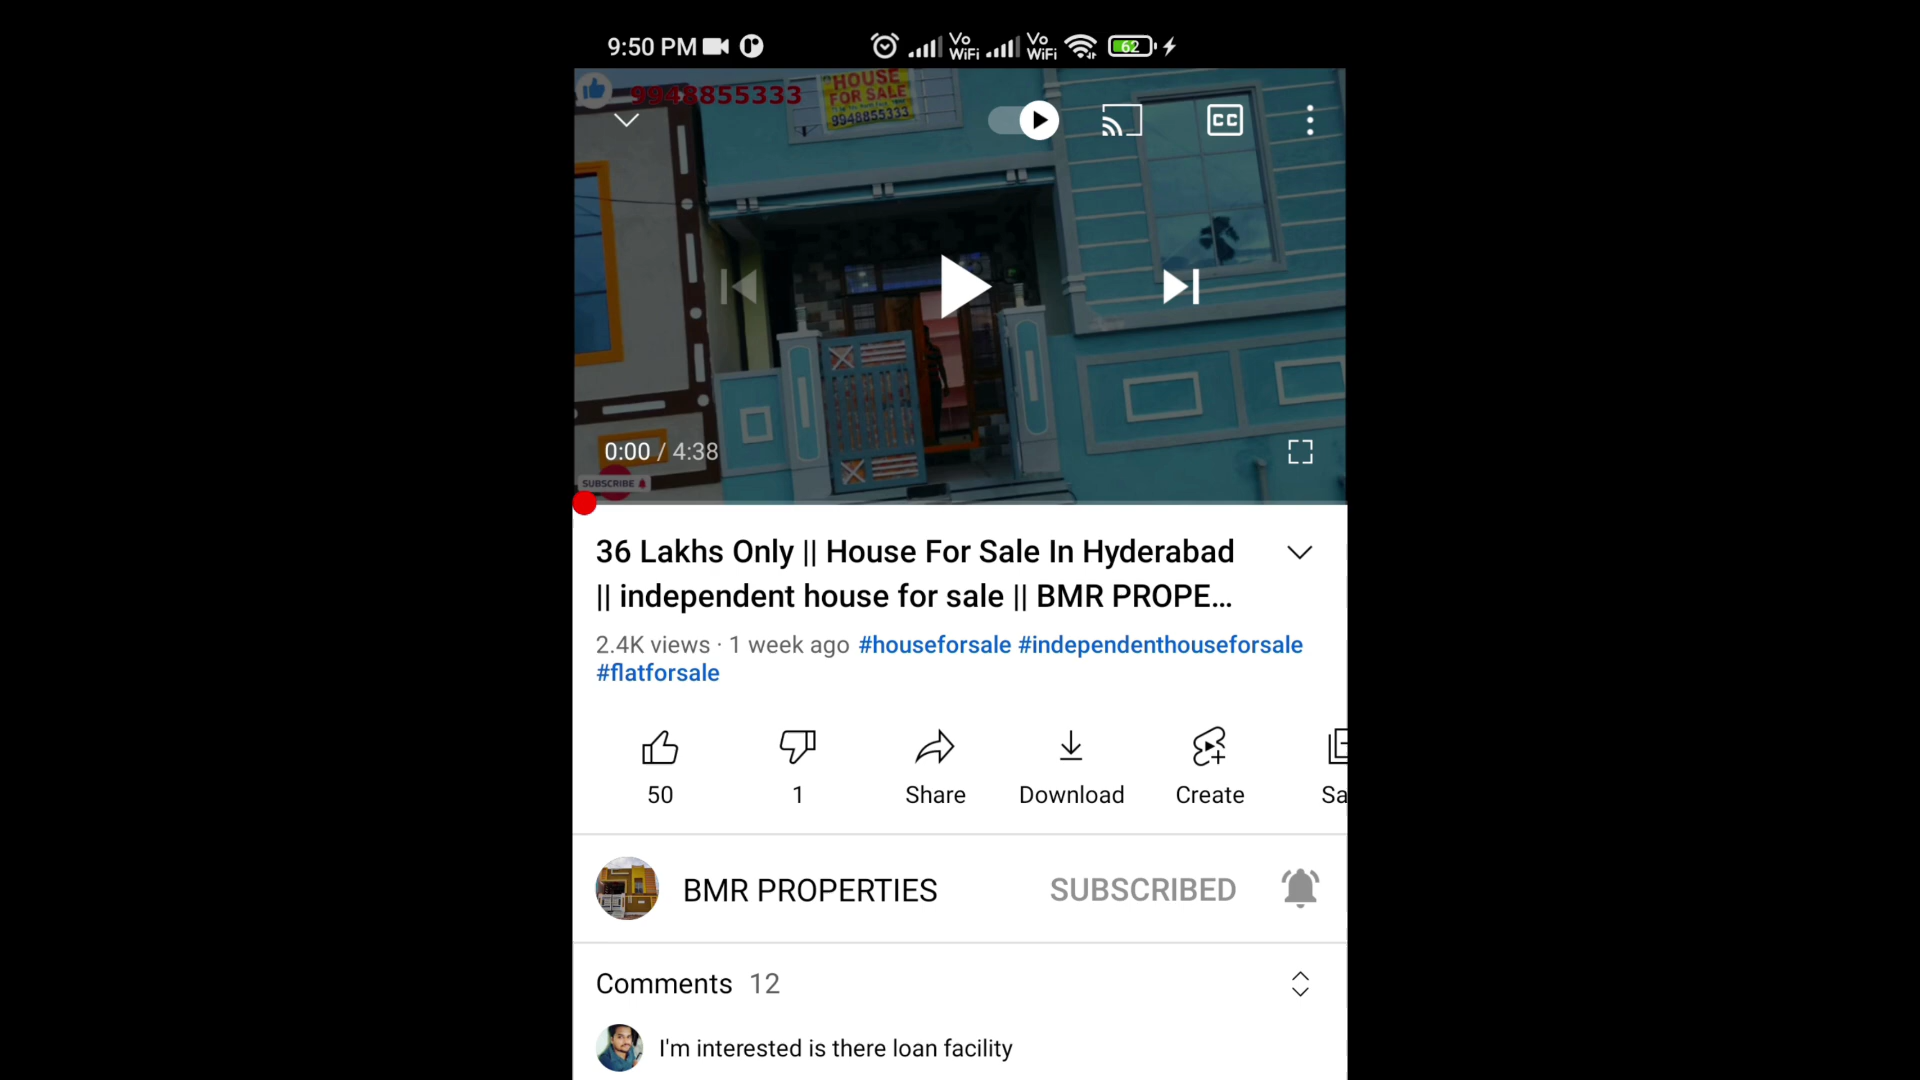 9:50 PM
Vo
WiFi
Vo
WiFi
62
9948855333
HOUSE
FOR SALE
9948855333
CC
0:00 / 4:38
SUBSCRIBE
36 Lakhs Only || House For Sale In Hyderabad
|| independent house for sale || BMR PROPE...
2.4K views · 1 week ago #houseforsale #independenthouseforsale
#flatforsale
50
1
Share
Download
Create
Sa
BMR PROPERTIES
SUBSCRIBED
Comments 12
I'm interested is there loan facility